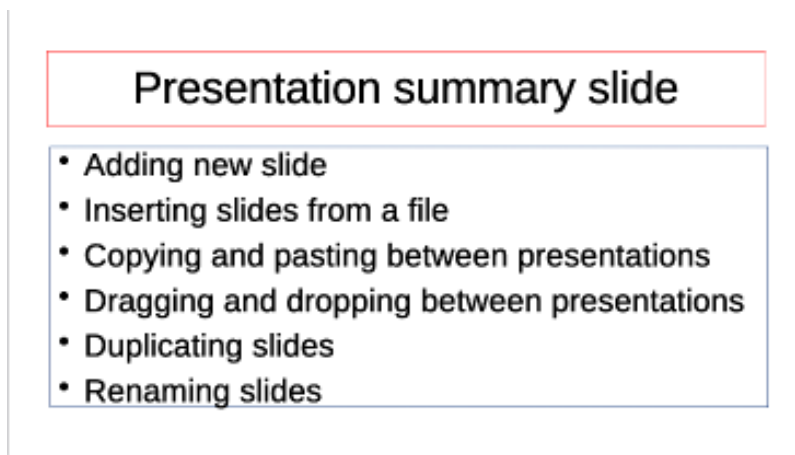 Presentation summary slide
• Adding new slide
• Inserting slides from a file
• Copying and pasting between presentations
• Dragging and dropping between presentations
• Duplicating slides
• Renaming slides